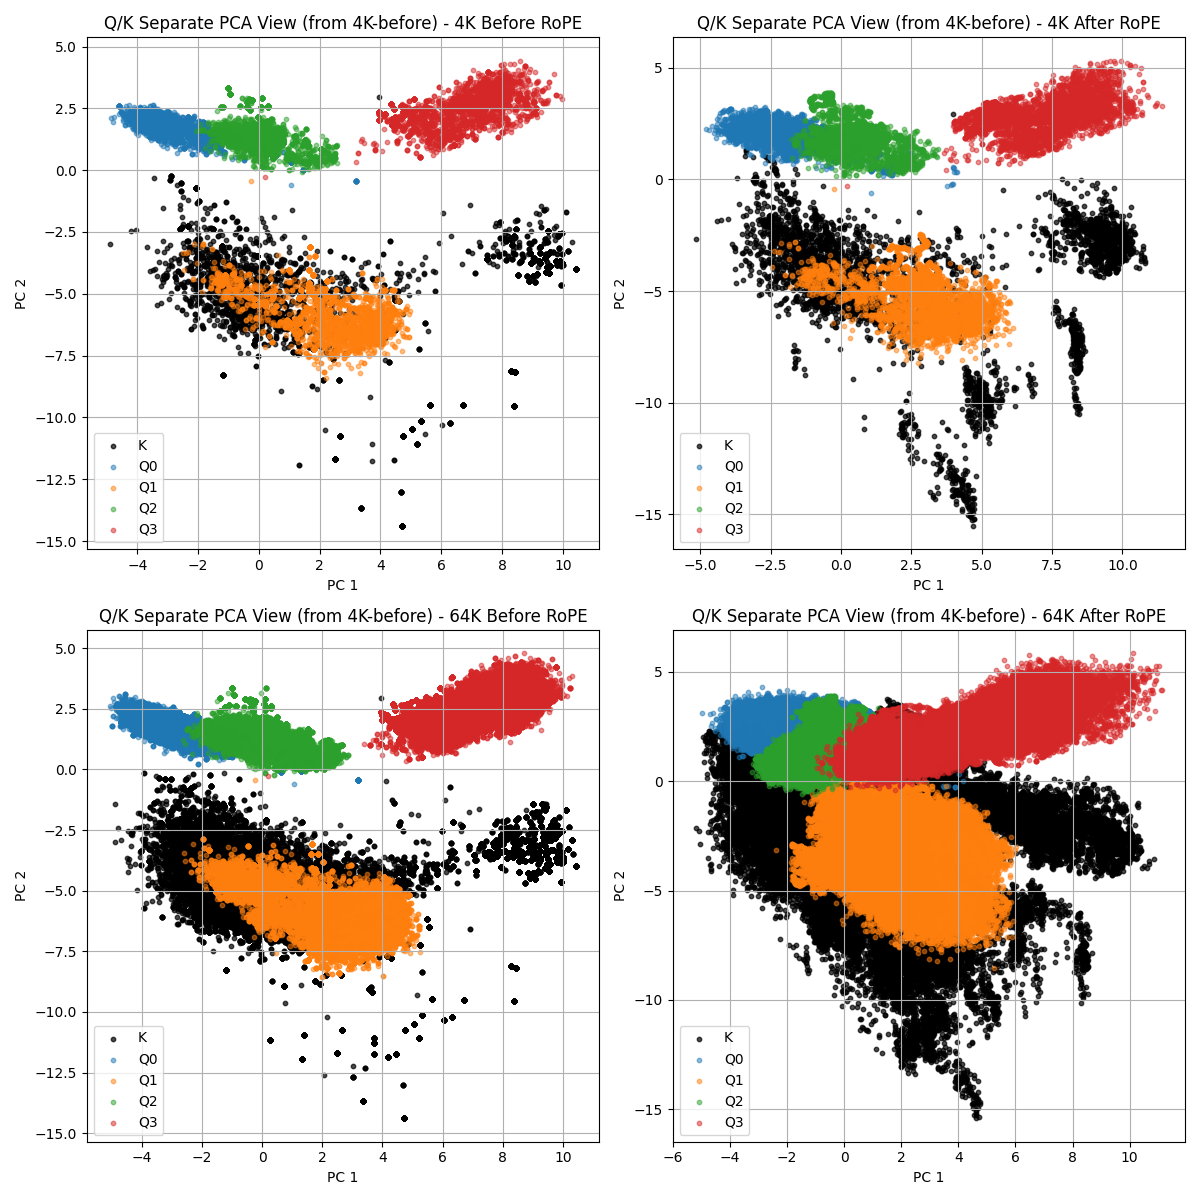 Q/K Separate PCA View (from 4K-before) - 4K Before RoPE
5.0
2.5
0.0
−2.5
−5.0
−7.5
−10.0
−12.5
−15.0
PC 2
K
Q0
Q1
Q2
Q3
−4
−2
0
2
4
6
8
10
PC 1
Q/K Separate PCA View (from 4K-before) - 4K After RoPE
5
0
−5
−10
−15
PC 2
K
Q0
Q1
Q2
Q3
−5.0
−2.5
0.0
2.5
5.0
7.5
10.0
PC 1
Q/K Separate PCA View (from 4K-before) - 64K Before RoPE
5.0
2.5
0.0
−2.5
−5.0
−7.5
−10.0
−12.5
−15.0
PC 2
K
Q0
Q1
Q2
Q3
−4
−2
0
2
4
6
8
10
PC 1
Q/K Separate PCA View (from 4K-before) - 64K After RoPE
5
0
−5
−10
−15
PC 2
K
Q0
Q1
Q2
Q3
−6
−4
−2
0
2
4
6
8
10
PC 1